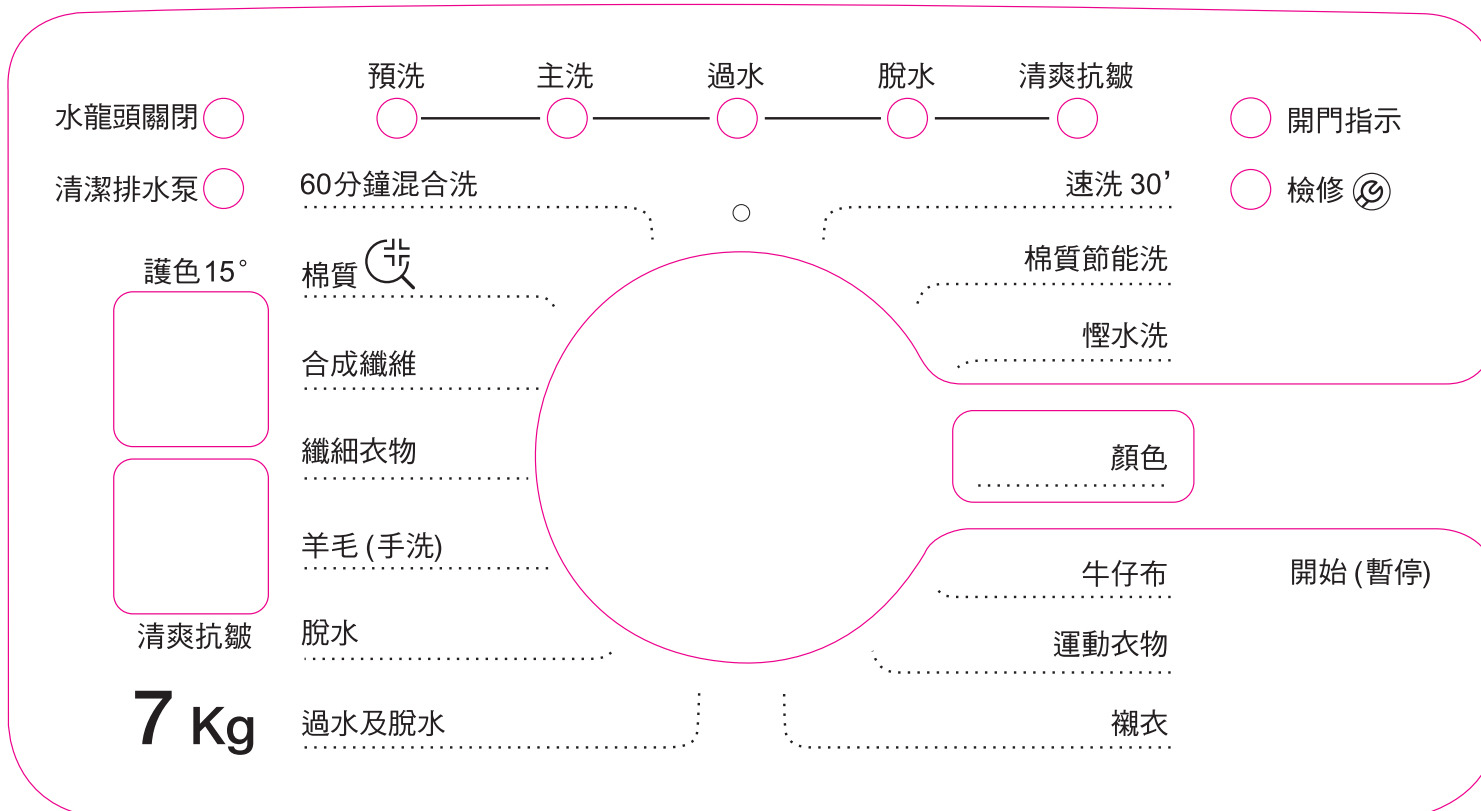 預洗
主洗
過水
脫水
清爽抗皺
水龍頭關閉
開門指示
清潔排水泵
60分鐘混合洗
速洗 30’
檢修
護色 15°
棉質
棉質節能洗
慳水洗
合成纖維
纖細衣物
顏色
羊毛 (手洗)
牛仔布
開始 (暫停)
清爽抗皺
脫水
運動衣物
7 Kg
過水及脫水
襯衣